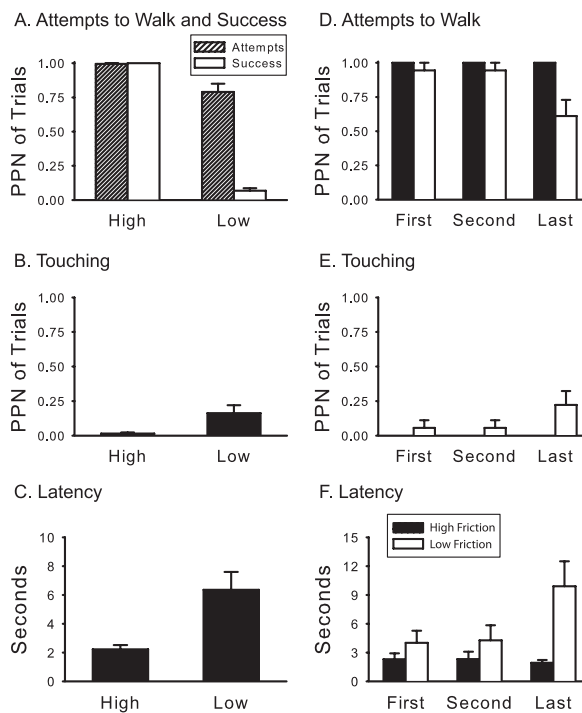 A. Attempts to Walk and Success
Attempts
Success
PPN of Trials
1.00
0.75
0.50
0.25
0.00
High Low
B. Touching
PPN of Trials
1.00
0.75
0.50
0.25
0.00
High Low
C. Latency
Seconds
10
8
6
4
2
0
High Low
D. Attempts to Walk
PPN of Trials
1.00
0.75
0.50
0.25
0.00
First Second Last
E. Touching
PPN of Trials
1.00
0.75
0.50
0.25
0.00
First Second Last
F. Latency
High Friction
Low Friction
Seconds
15
12
9
6
3
0
First Second Last